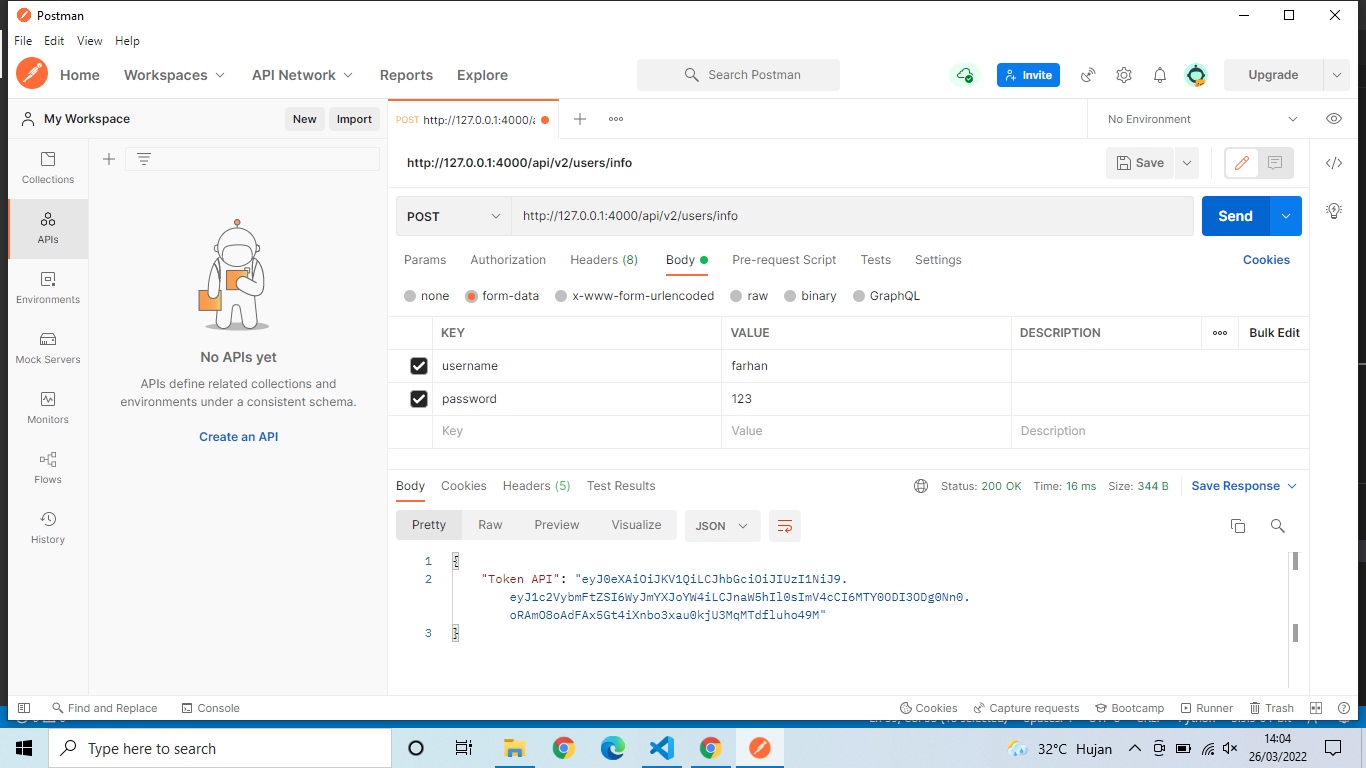 Postman
File Edit View Help
Home Workspaces API Network Reports Explore Search Postman Invite Upgrade
My Workspace New Import POST http://127.0.0.1:4000/a No Environment
http://127.0.0.1:4000/api/v2/users/info Save
Collections
APIs
Environments
Mock Servers
Monitors
Flows
History
No APIs yet
APIs define related collections and
environments under a consistent schema.
Create an API
POST http://127.0.0.1:4000/api/v2/users/info Send
Params Authorization Headers (8) Body Pre-request Script Tests Settings Cookies
none form-data x-www-form-urlencoded raw binary GraphQL
KEY VALUE DESCRIPTION Bulk Edit
username farhan
password 123
Key Value Description
Body Cookies Headers (5) Test Results Status: 200 OK Time: 16 ms Size: 344 B Save Response
Pretty Raw Preview Visualize JSON
1 {
2 "Token API": "eyJ0eXAiOiJKV1QiLCJhbGciOiJIUzI1NiJ9.
eyJ1c2VybmFtZSI6WyJmYXJoYW4iLCJnaW5hIl0sImV4cCI6MTY0ODI3ODg0Nn0.
oRAmO8oAdFAx5Gt4iXnbo3xau0kjU3MqMTdfluho49M"
3 }
Find and Replace Console Cookies Capture requests Bootcamp Runner Trash
Type here to search 32°C Hujan 14:04
26/03/2022